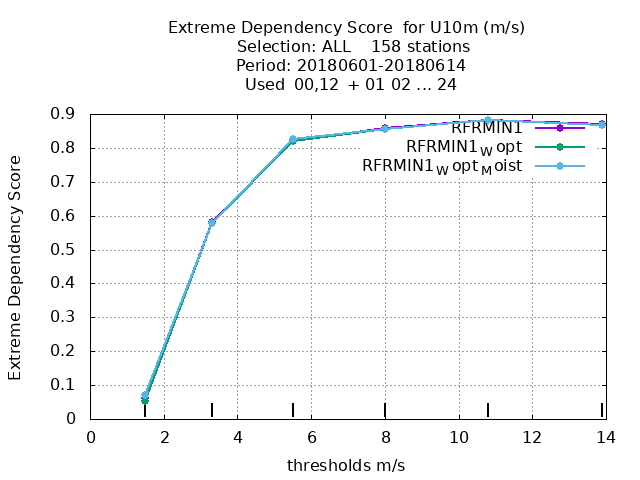 Extreme Dependency Score  for U10m (m/s)
Selection: ALL    158 stations
Period: 20180601-20180614
Used  00,12  + 01 02 ... 24
Extreme Dependency Score
0.9
0.8
0.7
0.6
0.5
0.4
0.3
0.2
0.1
0
RFRMIN1
RFRMIN1Wopt
RFRMIN1WoptMoist
0 2 4 6 8 10 12 14
thresholds m/s